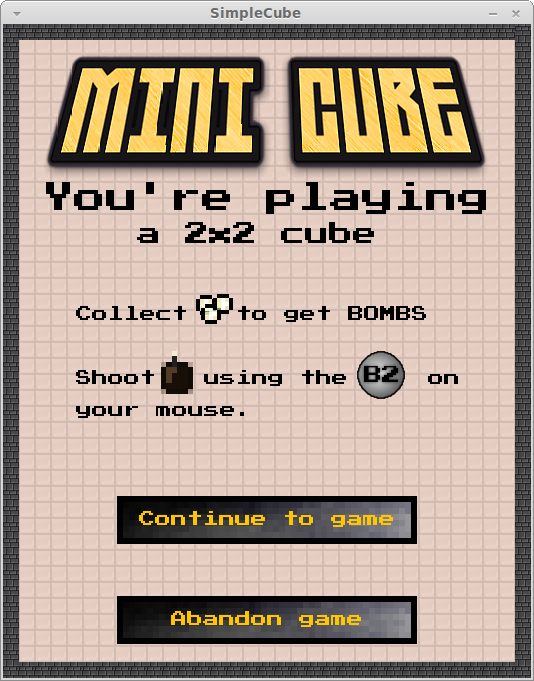 SimpleCube
MINI CUBE
You're playing
a 2x2 cube
Collect to get BOMBS
Shoot using the B2 on
your mouse.
Continue to game
Abandon game